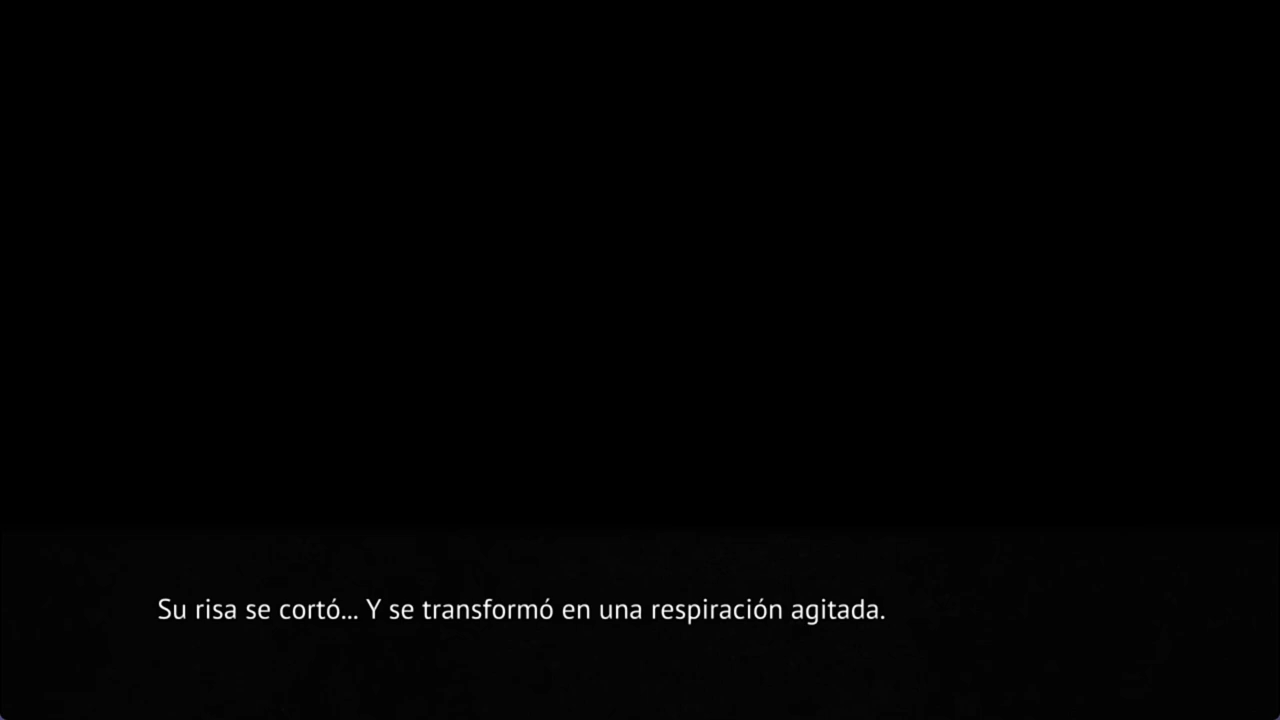 Su risa se cortó... Y se transformó en una respiración agitada.